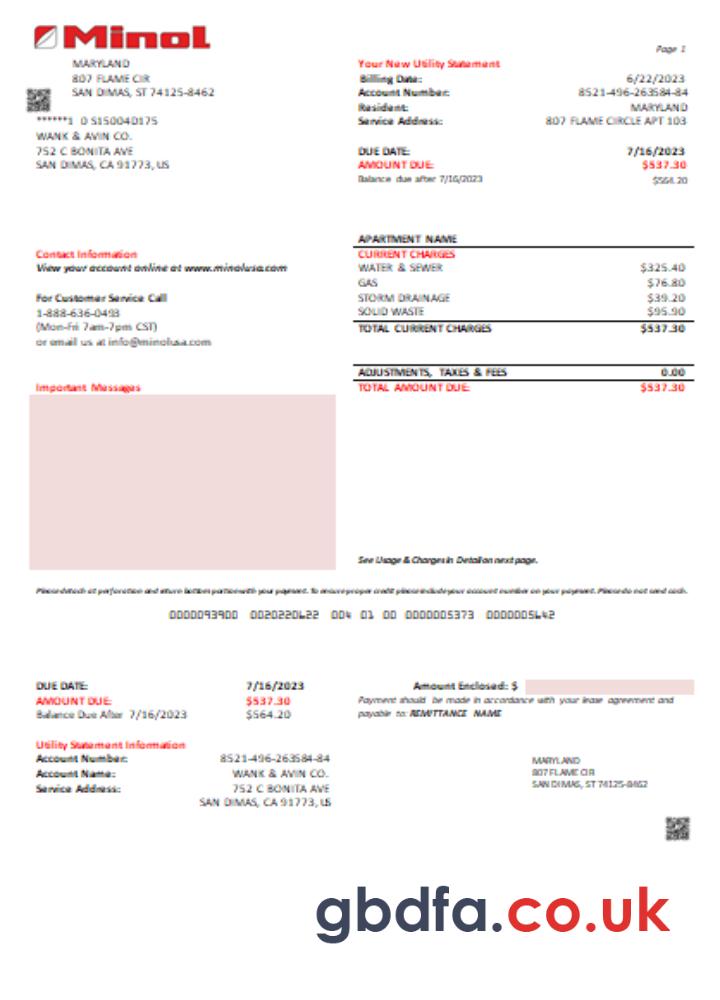 Minol
Page 1
MARYLAND
807 FLAME CIR
SAN DIMAS, ST 74125-8462
******1 0 S15004D175
WANK & AVIN CO.
752 C BONITA AVE
SAN DIMAS, CA 91773, US
Your New Utility Statement
Billing Date: 6/22/2023
Account Number: 8521-496-263584-84
Resident: MARYLAND
Service Address: 807 FLAME CIRCLE APT 103
DUE DATE: 7/16/2023
AMOUNT DUE: $537.30
Balance due after 7/16/2023 $564.20
Contact Information
View your account online at www.minolusa.com
For Customer Service Call
1-888-636-0493
(Mon-Fri 7am-7pm CST)
or email us at info@minolusa.com
Important Messages
APARTMENT NAME
CURRENT CHARGES
WATER & SEWER $325.40
GAS $76.80
STORM DRAINAGE $39.20
SOLID WASTE $95.90
TOTAL CURRENT CHARGES $537.30
ADJUSTMENTS, TAXES & FEES 0.00
TOTAL AMOUNT DUE: $537.30
See Usage & Charges in Detail on next page.
Please detach at perforation and return bottom portion with your payment. To ensure proper credit please include your account number on your payment. Please do not send cash.
0000093900 0020220622 004 01 00 0000005373 0000005642
DUE DATE: 7/16/2023
AMOUNT DUE: $537.30
Balance Due After 7/16/2023 $564.20
Utility Statement Information
Account Number: 8521-496-263584-84
Account Name: WANK & AVIN CO.
Service Address: 752 C BONITA AVE
SAN DIMAS, CA 91773, US
Amount Enclosed: $
Payment should be made in accordance with your lease agreement and
payable to: REMITTANCE NAME
MARYLAND
807 FLAME CIR
SAN DIMAS, ST 74125-8462
gbdfa.co.uk